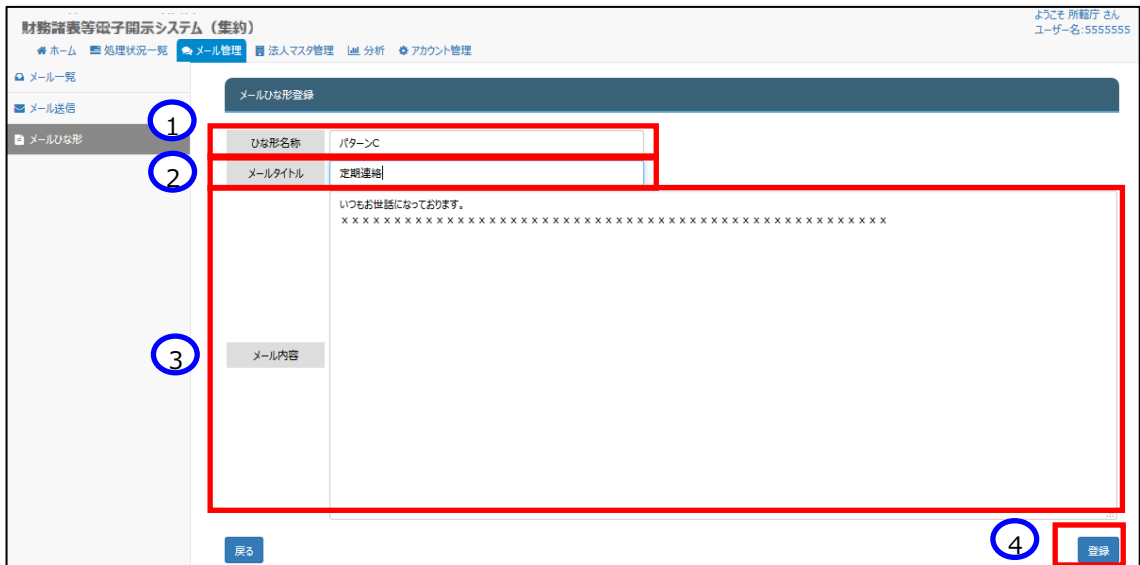 ようこそ 所轄庁 さん
財務諸表等電子開示システム（集約）
ユーザー名:5555555
ホーム 処理状況一覧 メール管理 法人マスタ管理 分析 アカウント管理
メール一覧
メールひな形登録
メール送信
1
メールひな形
ひな形名称 パターンC
2
メールタイトル 定期連絡
いつもお世話になっております。
ｘｘｘｘｘｘｘｘｘｘｘｘｘｘｘｘｘｘｘｘｘｘｘｘｘｘｘｘｘｘｘｘｘｘｘｘｘｘｘｘｘｘｘｘｘｘｘｘｘｘｘｘ
3
メール内容
4
戻る 登録